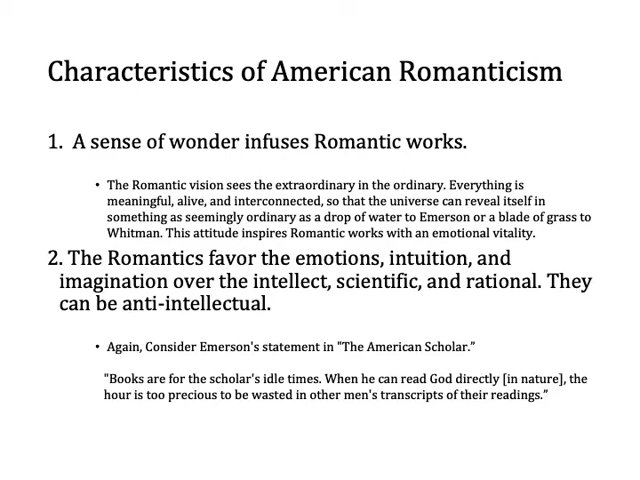 Characteristics of American Romanticism
1. A sense of wonder infuses Romantic works.
• The Romantic vision sees the extraordinary in the ordinary. Everything is
meaningful, alive, and interconnected, so that the universe can reveal itself in
something as seemingly ordinary as a drop of water to Emerson or a blade of grass to
Whitman. This attitude inspires Romantic works with an emotional vitality.
2. The Romantics favor the emotions, intuition, and
imagination over the intellect, scientific, and rational. They
can be anti-intellectual.
• Again, Consider Emerson's statement in "The American Scholar.”
"Books are for the scholar's idle times. When he can read God directly [in nature], the
hour is too precious to be wasted in other men's transcripts of their readings.”